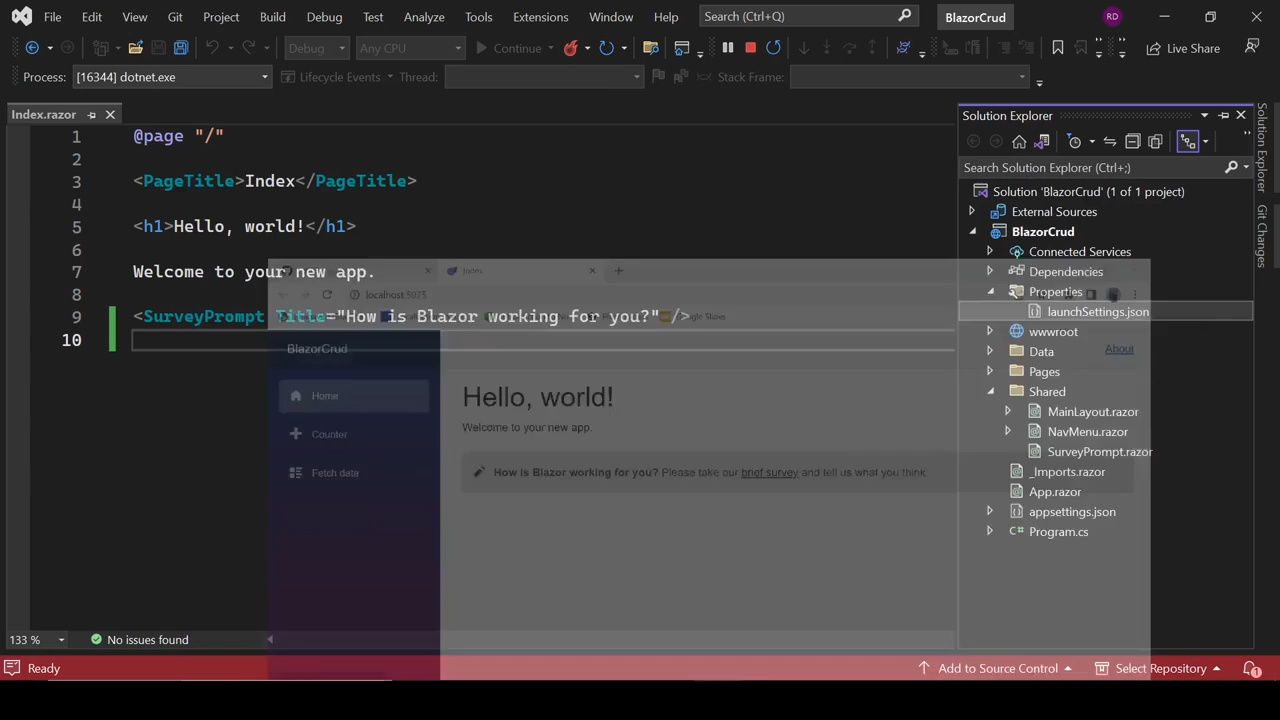 File Edit View Git Project Build Debug Test Analyze Tools Extensions Window Help Search (Ctrl+Q) BlazorCrud RD
Debug Any CPU Continue Live Share
Process: [16344] dotnet.exe Lifecycle Events Thread: Stack Frame:
Index.razor
Solution Explorer
Search Solution Explorer (Ctrl+;)
1 @page "/"
2
3 <PageTitle>Index</PageTitle>
4
5 <h1>Hello, world!</h1>
6
7 Welcome to your new app.
8
9 <SurveyPrompt Title="How is Blazor working for you?" />
10
Solution 'BlazorCrud' (1 of 1 project)
External Sources
BlazorCrud
Connected Services
Dependencies
Properties
launchSettings.json
wwwroot
Data
Pages
Shared
MainLayout.razor
NavMenu.razor
SurveyPrompt.razor
_Imports.razor
App.razor
appsettings.json
Program.cs
Solution Explorer
Git Changes
Index
Slides
BlazorCrud
About
Home
Counter
Fetch data
Hello, world!
Welcome to your new app.
How is Blazor working for you? Please take our brief survey and tell us what you think.
133 % No issues found
Ready Add to Source Control Select Repository 1